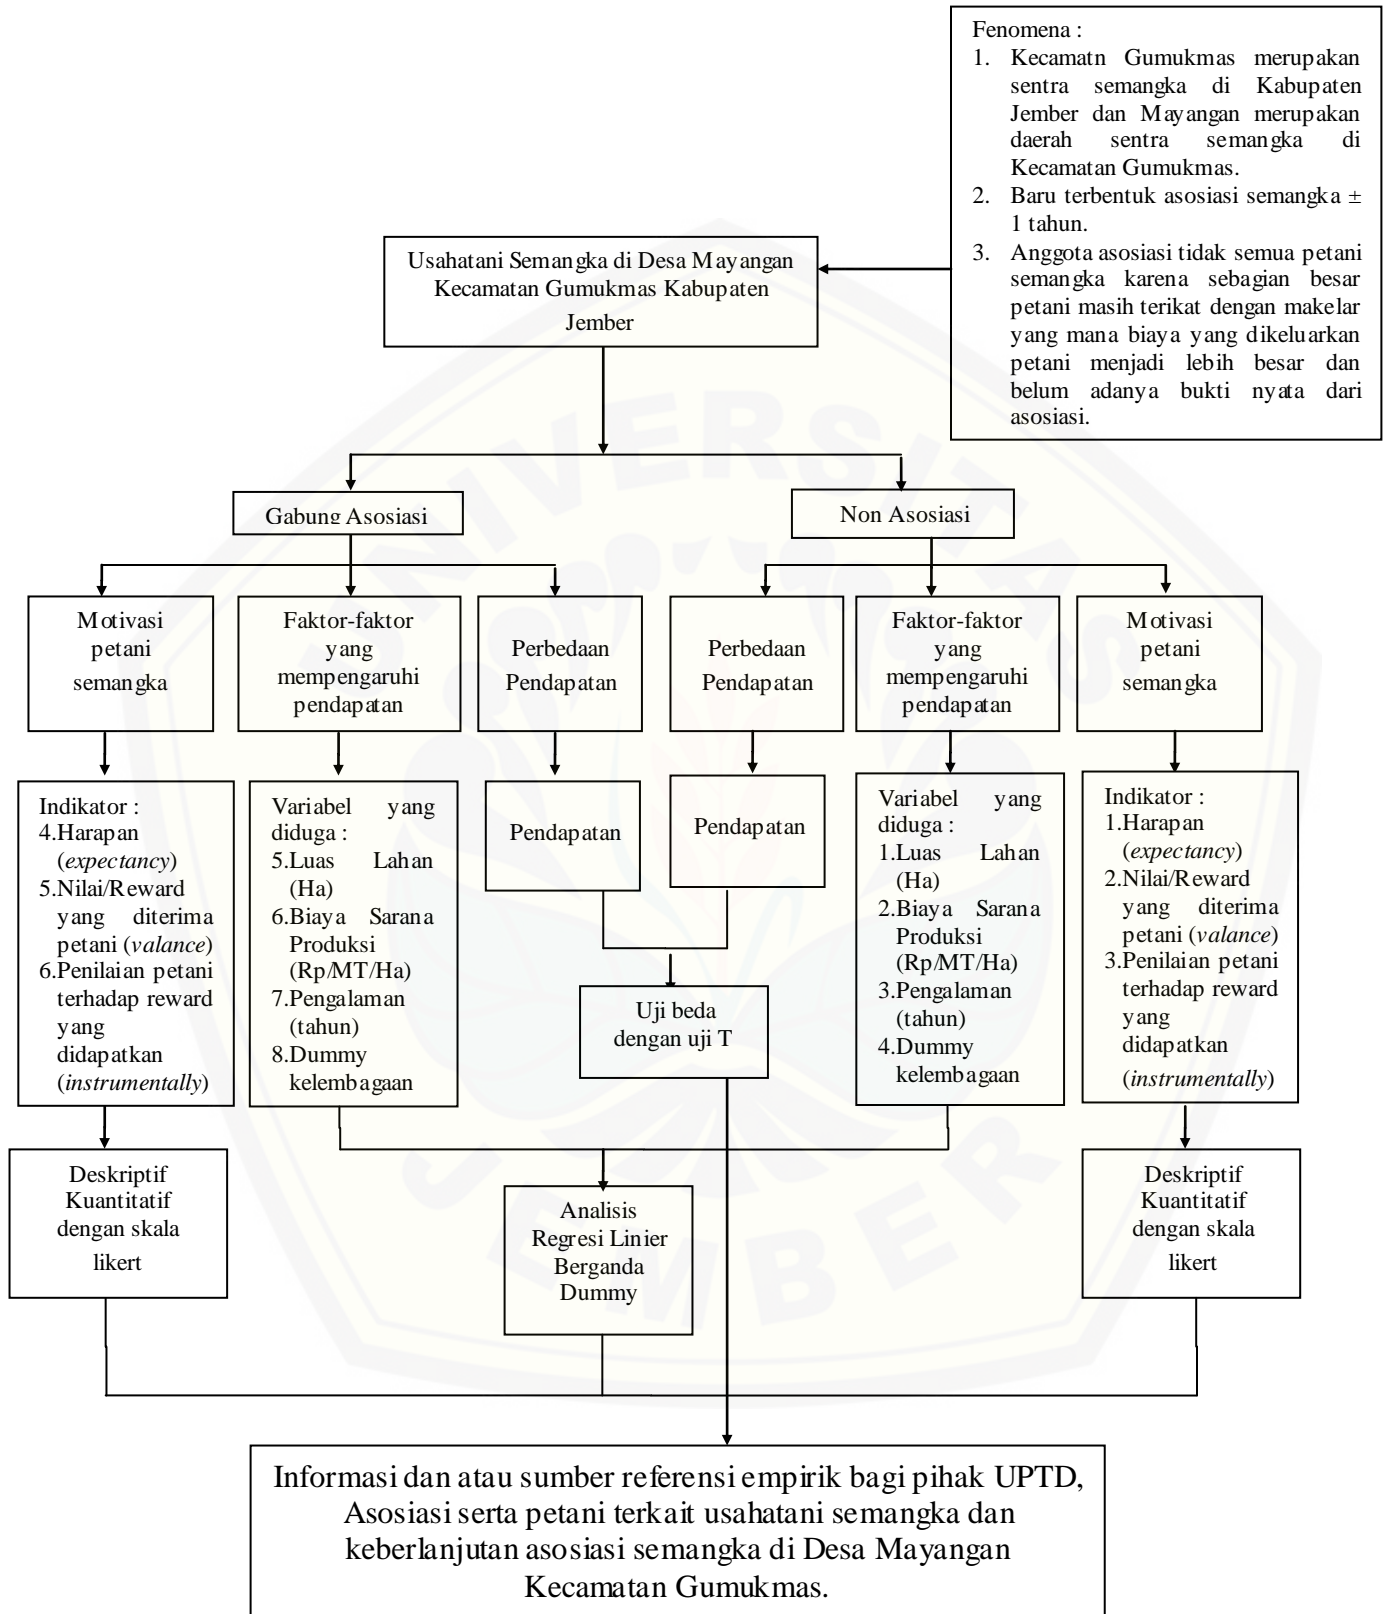 Fenomena :
1. Kecamatn Gumukmas merupakan
sentra semangka di Kabupaten
Jember dan Mayangan merupakan
daerah sentra semangka di
Kecamatan Gumukmas.
2. Baru terbentuk asosiasi semangka ±
1 tahun.
3. Anggota asosiasi tidak semua petani
semangka karena sebagian besar
petani masih terikat dengan makelar
yang mana biaya yang dikeluarkan
petani menjadi lebih besar dan
belum adanya bukti nyata dari
asosiasi.
Usahatani Semangka di Desa Mayangan
Kecamatan Gumukmas Kabupaten
Jember
Gabung Asosiasi
Non Asosiasi
Motivasi
petani
semangka
Faktor-faktor
yang
mempengaruhi
pendapatan
Perbedaan
Pendapatan
Perbedaan
Pendapatan
Faktor-faktor
yang
mempengaruhi
pendapatan
Motivasi
petani
semangka
Indikator :
4.Harapan
(expectancy)
5.Nilai/Reward
yang diterima
petani (valance)
6.Penilaian petani
terhadap reward
yang
didapatkan
(instrumentally)
Variabel yang
diduga :
5.Luas Lahan
(Ha)
6.Biaya Sarana
Produksi
(Rp/MT/Ha)
7.Pengalaman
(tahun)
8.Dummy
kelembagaan
Pendapatan
Pendapatan
Variabel yang
diduga :
1.Luas Lahan
(Ha)
2.Biaya Sarana
Produksi
(Rp/MT/Ha)
3.Pengalaman
(tahun)
4.Dummy
kelembagaan
Indikator :
1.Harapan
(expectancy)
2.Nilai/Reward
yang diterima
petani (valance)
3.Penilaian petani
terhadap reward
yang
didapatkan
(instrumentally)
Uji beda
dengan uji T
Deskriptif
Kuantitatif
dengan skala
likert
Analisis
Regresi Linier
Berganda
Dummy
Deskriptif
Kuantitatif
dengan skala
likert
Informasi dan atau sumber referensi empirik bagi pihak UPTD,
Asosiasi serta petani terkait usahatani semangka dan
keberlanjutan asosiasi semangka di Desa Mayangan
Kecamatan Gumukmas.
UNIVERSITAS
JEMBER